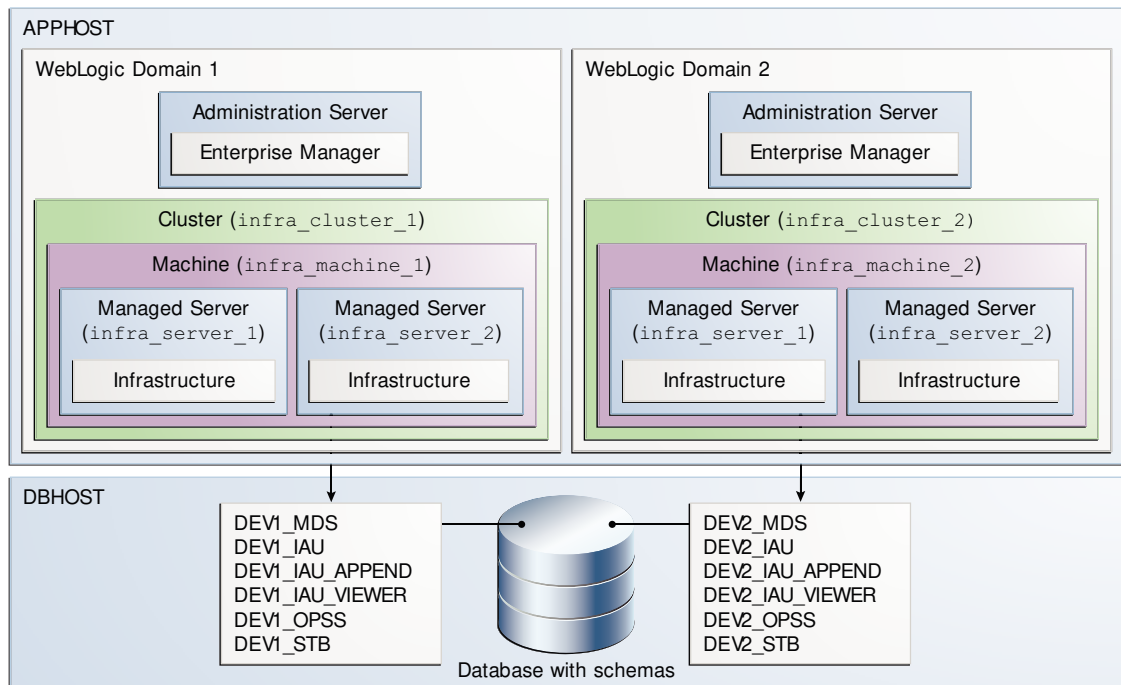 APPHOST
WebLogic Domain 1
Administration Server
Enterprise Manager
Cluster (infra_cluster_1)
Machine (infra_machine_1)
Managed Server
(infra_server_1)
Infrastructure
Managed Server
(infra_server_2)
Infrastructure
WebLogic Domain 2
Administration Server
Enterprise Manager
Cluster (infra_cluster_2)
Machine (infra_machine_2)
Managed Server
(infra_server_1)
Infrastructure
Managed Server
(infra_server_2)
Infrastructure
DBHOST
DEV1_MDS
DEV1_IAU
DEV1_IAU_APPEND
DEV1_IAU_VIEWER
DEV1_OPSS
DEV1_STB
Database with schemas
DEV2_MDS
DEV2_IAU
DEV2_IAU_APPEND
DEV2_IAU_VIEWER
DEV2_OPSS
DEV2_STB